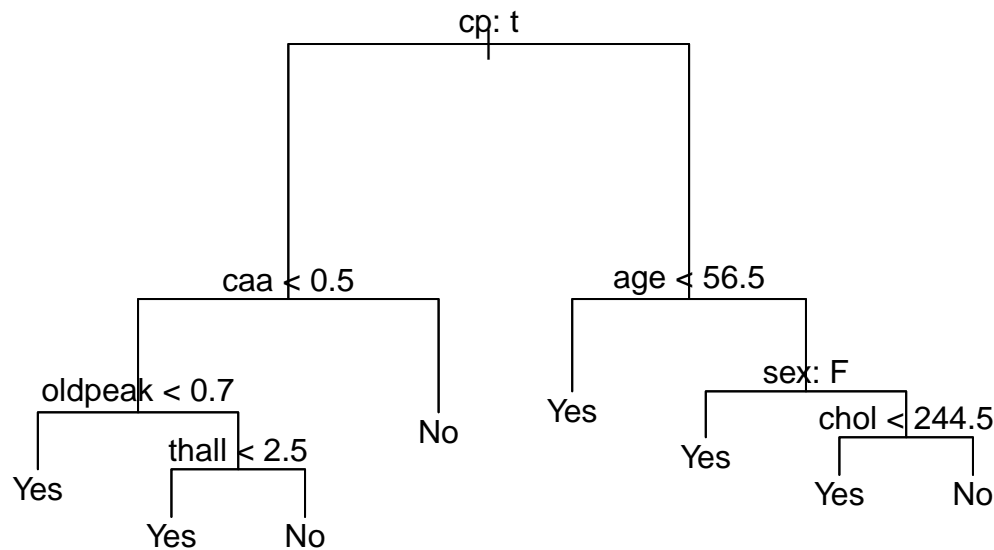 cp: t
caa < 0.5
age < 56.5
oldpeak < 0.7
sex: F
Yes
chol < 244.5
No
thall < 2.5
Yes
Yes
Yes
No
Yes
No